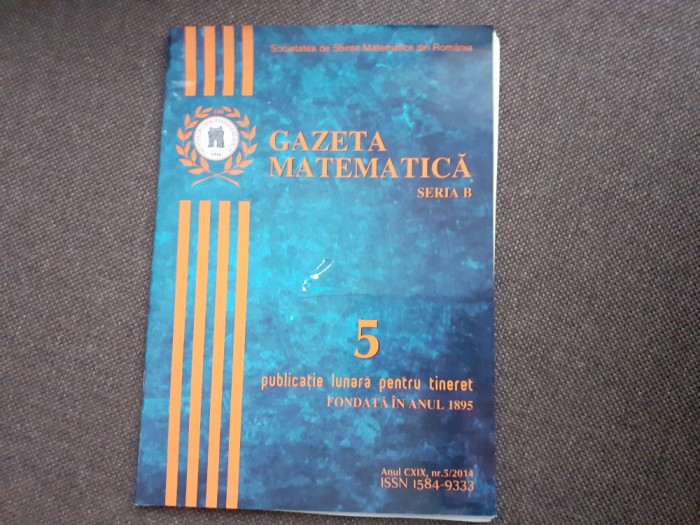 Societatea de Științe Matematice din România
GAZETA
MATEMATICĂ
SERIA B
1910
5
publicație lunară pentru tineret
FONDATĂ ÎN ANUL 1895
Anul CXIX, nr.5/2014
ISSN 1584-9333